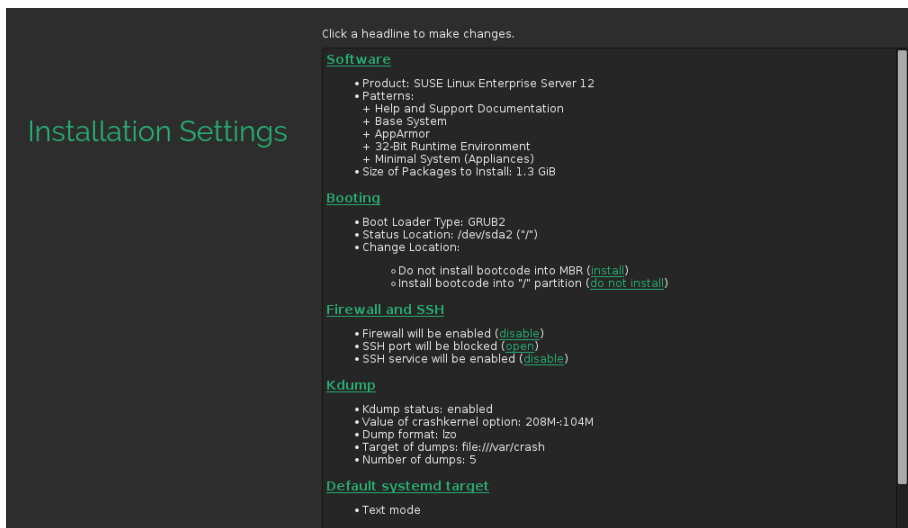 Click a headline to make changes.
Installation Settings
Software
• Product: SUSE Linux Enterprise Server 12
• Patterns:
+ Help and Support Documentation
+ Base System
+ AppArmor
+ 32-Bit Runtime Environment
+ Minimal System (Appliances)
• Size of Packages to Install: 1.3 GiB
Booting
• Boot Loader Type: GRUB2
• Status Location: /dev/sda2 ("/")
• Change Location:
◦ Do not install bootcode into MBR (install)
◦ Install bootcode into "/" partition (do not install)
Firewall and SSH
• Firewall will be enabled (disable)
• SSH port will be blocked (open)
• SSH service will be enabled (disable)
Kdump
• Kdump status: enabled
• Value of crashkernel option: 208M-:104M
• Dump format: lzo
• Target of dumps: file:///var/crash
• Number of dumps: 5
Default systemd target
• Text mode